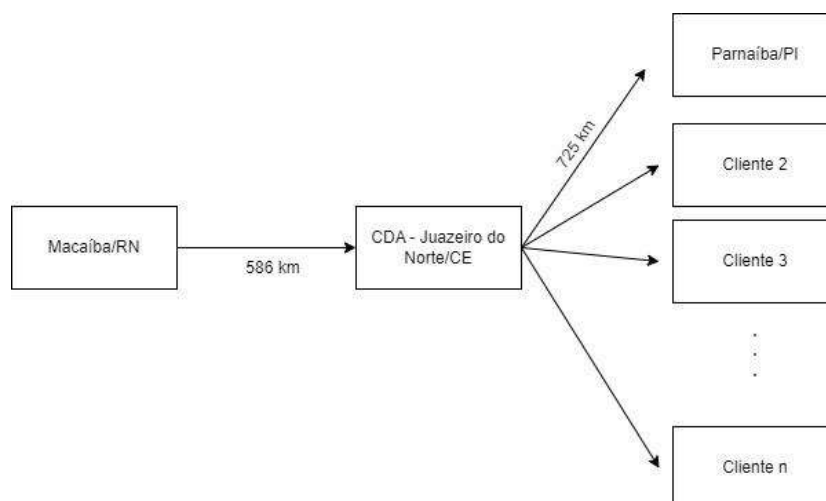 Parnaíba/PI
725 km
Cliente 2
Macaíba/RN
586 km
CDA - Juazeiro do
Norte/CE
Cliente 3
.
.
.
Cliente n